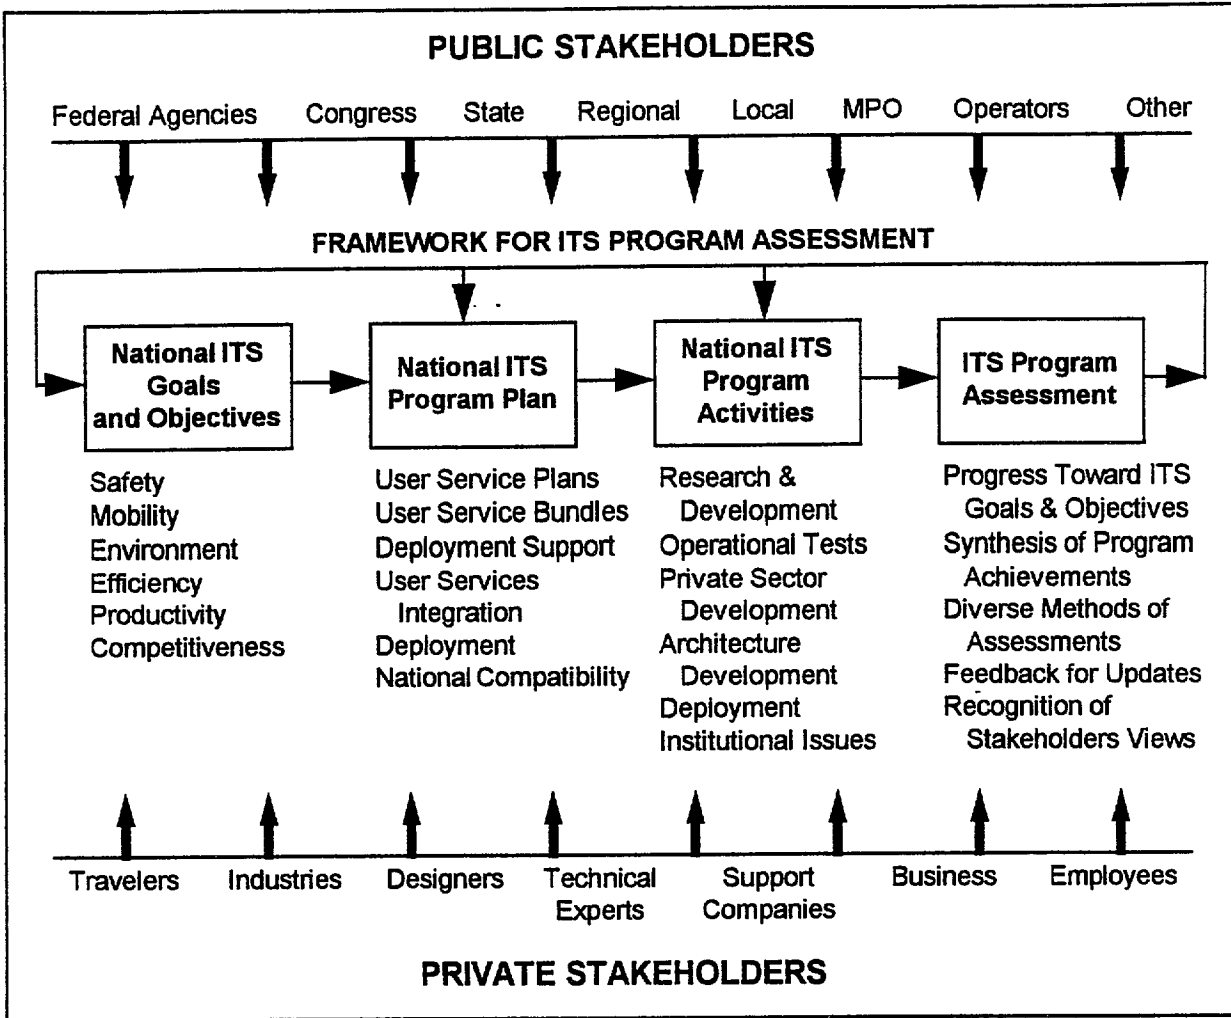 PUBLIC STAKEHOLDERS
Federal Agencies Congress State Regional Local MPO Operators Other
FRAMEWORK FOR ITS PROGRAM ASSESSMENT
National ITS
Goals
and Objectives
National ITS
Program Plan
National ITS
Program
Activities
ITS Program
Assessment
Safety
Mobility
Environment
Efficiency
Productivity
Competitiveness
User Service Plans
User Service Bundles
Deployment Support
User Services
Integration
Deployment
National Compatibility
Research &
Development
Operational Tests
Private Sector
Development
Architecture
Development
Deployment
Institutional Issues
Progress Toward ITS
Goals & Objectives
Synthesis of Program
Achievements
Diverse Methods of
Assessments
Feedback for Updates
Recognition of
Stakeholders Views
Travelers Industries Designers Technical Support Business Employees
Experts Companies
PRIVATE STAKEHOLDERS